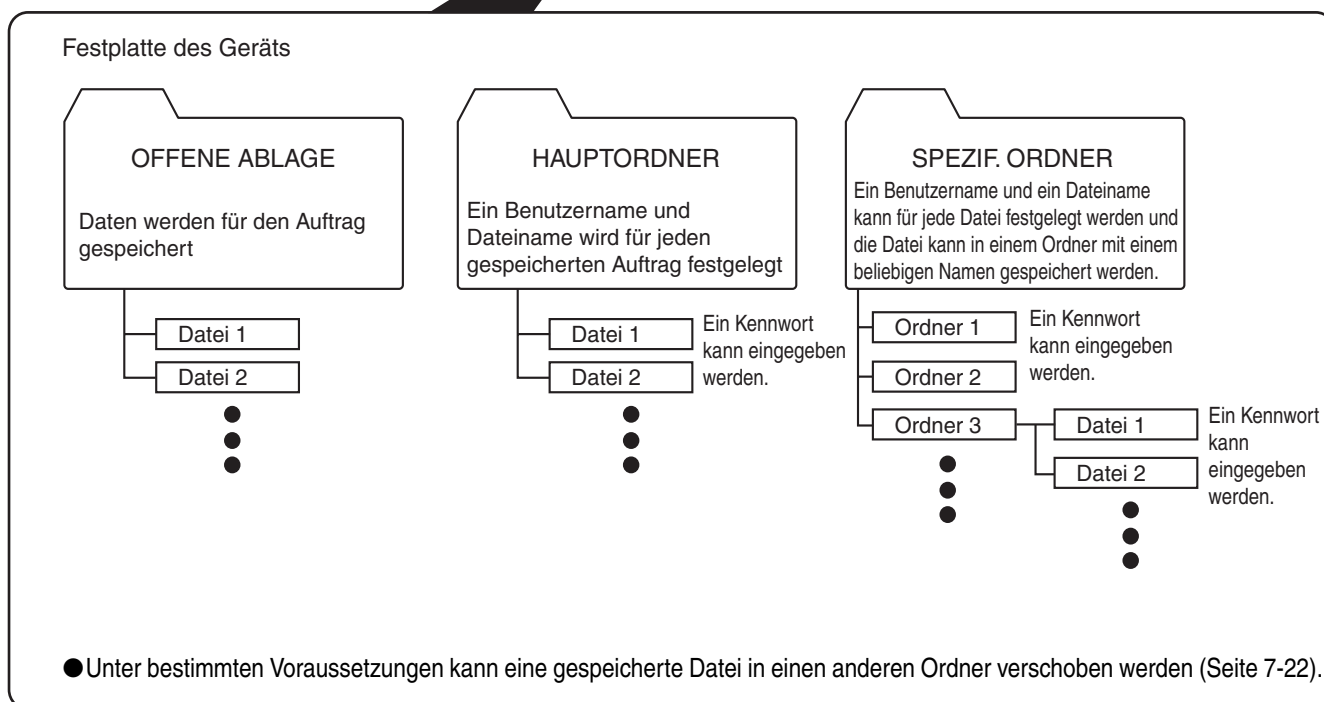 Festplatte des Geräts
OFFENE ABLAGE
Daten werden für den Auftrag
gespeichert
Datei 1
Datei 2
HAUPTORDNER
Ein Benutzername und
Dateiname wird für jeden
gespeicherten Auftrag festgelegt
Datei 1
Datei 2
Ein Kennwort
kann eingegeben
werden.
SPEZIF. ORDNER
Ein Benutzername und ein Dateiname
kann für jede Datei festgelegt werden und
die Datei kann in einem Ordner mit einem
beliebigen Namen gespeichert werden.
Ordner 1
Ordner 2
Ordner 3
Ein Kennwort
kann eingegeben
werden.
Datei 1
Datei 2
Ein Kennwort
kann
eingegeben
werden.
●Unter bestimmten Voraussetzungen kann eine gespeicherte Datei in einen anderen Ordner verschoben werden (Seite 7-22).